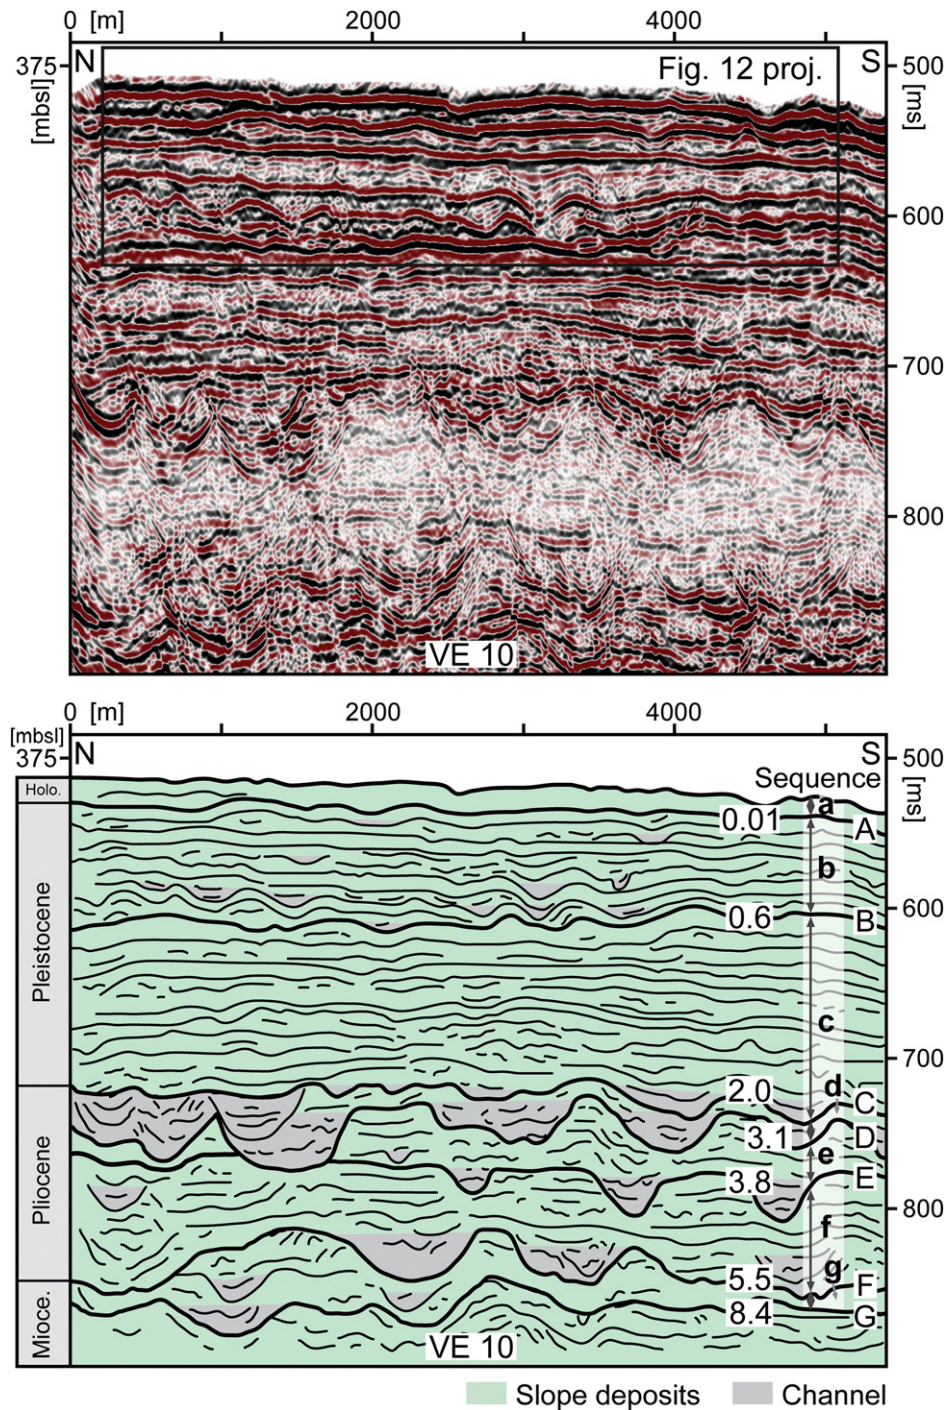 0 [m] 2000 4000
375 N Fig. 12 proj. S 500
[mbsl] [ms]
600
700
800
VE 10
0 [m] 2000 4000
[mbsl]
375 N S 500
Sequence
Holo. a
0.01 A [ms]
b
0.6 B 600
Pleistocene
c
700
2.0 d C
3.1 D
e
3.8 E
Pliocene 800
f
g
5.5 F
8.4 G
Mioce. VE 10
Slope deposits Channel